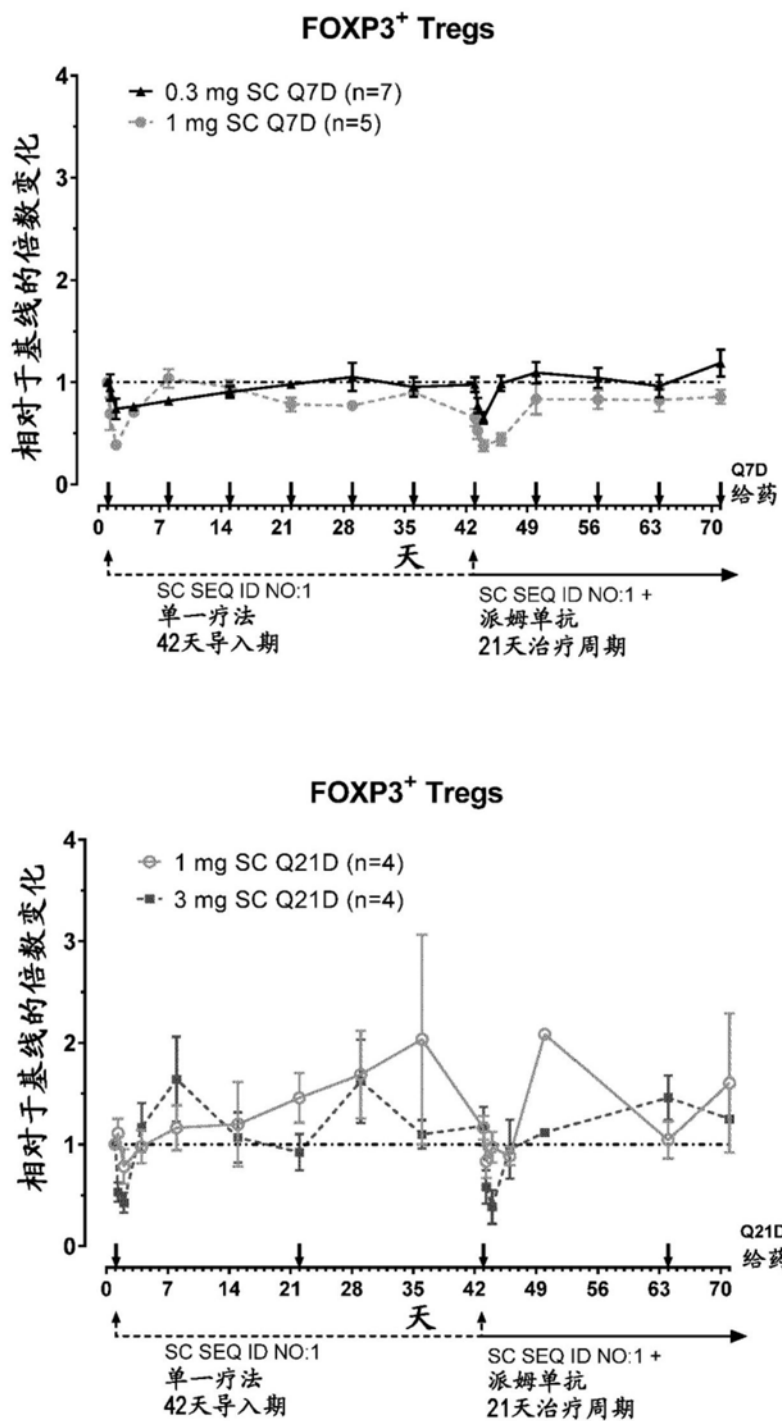 FOXP3⁺ Tregs
0.3 mg SC Q7D (n=7)
1 mg SC Q7D (n=5)
相对于基线的倍数变化
4
3
2
1
0
0 7 14 21 28 35 42 49 56 63 70
Q7D
给药
天
SC SEQ ID NO:1
单一疗法
42天导入期
SC SEQ ID NO:1 +
派姆单抗
21天治疗周期
FOXP3⁺ Tregs
1 mg SC Q21D (n=4)
3 mg SC Q21D (n=4)
相对于基线的倍数变化
4
3
2
1
0
0 7 14 21 28 35 42 49 56 63 70
Q21D
给药
天
SC SEQ ID NO:1
单一疗法
42天导入期
SC SEQ ID NO:1 +
派姆单抗
21天治疗周期